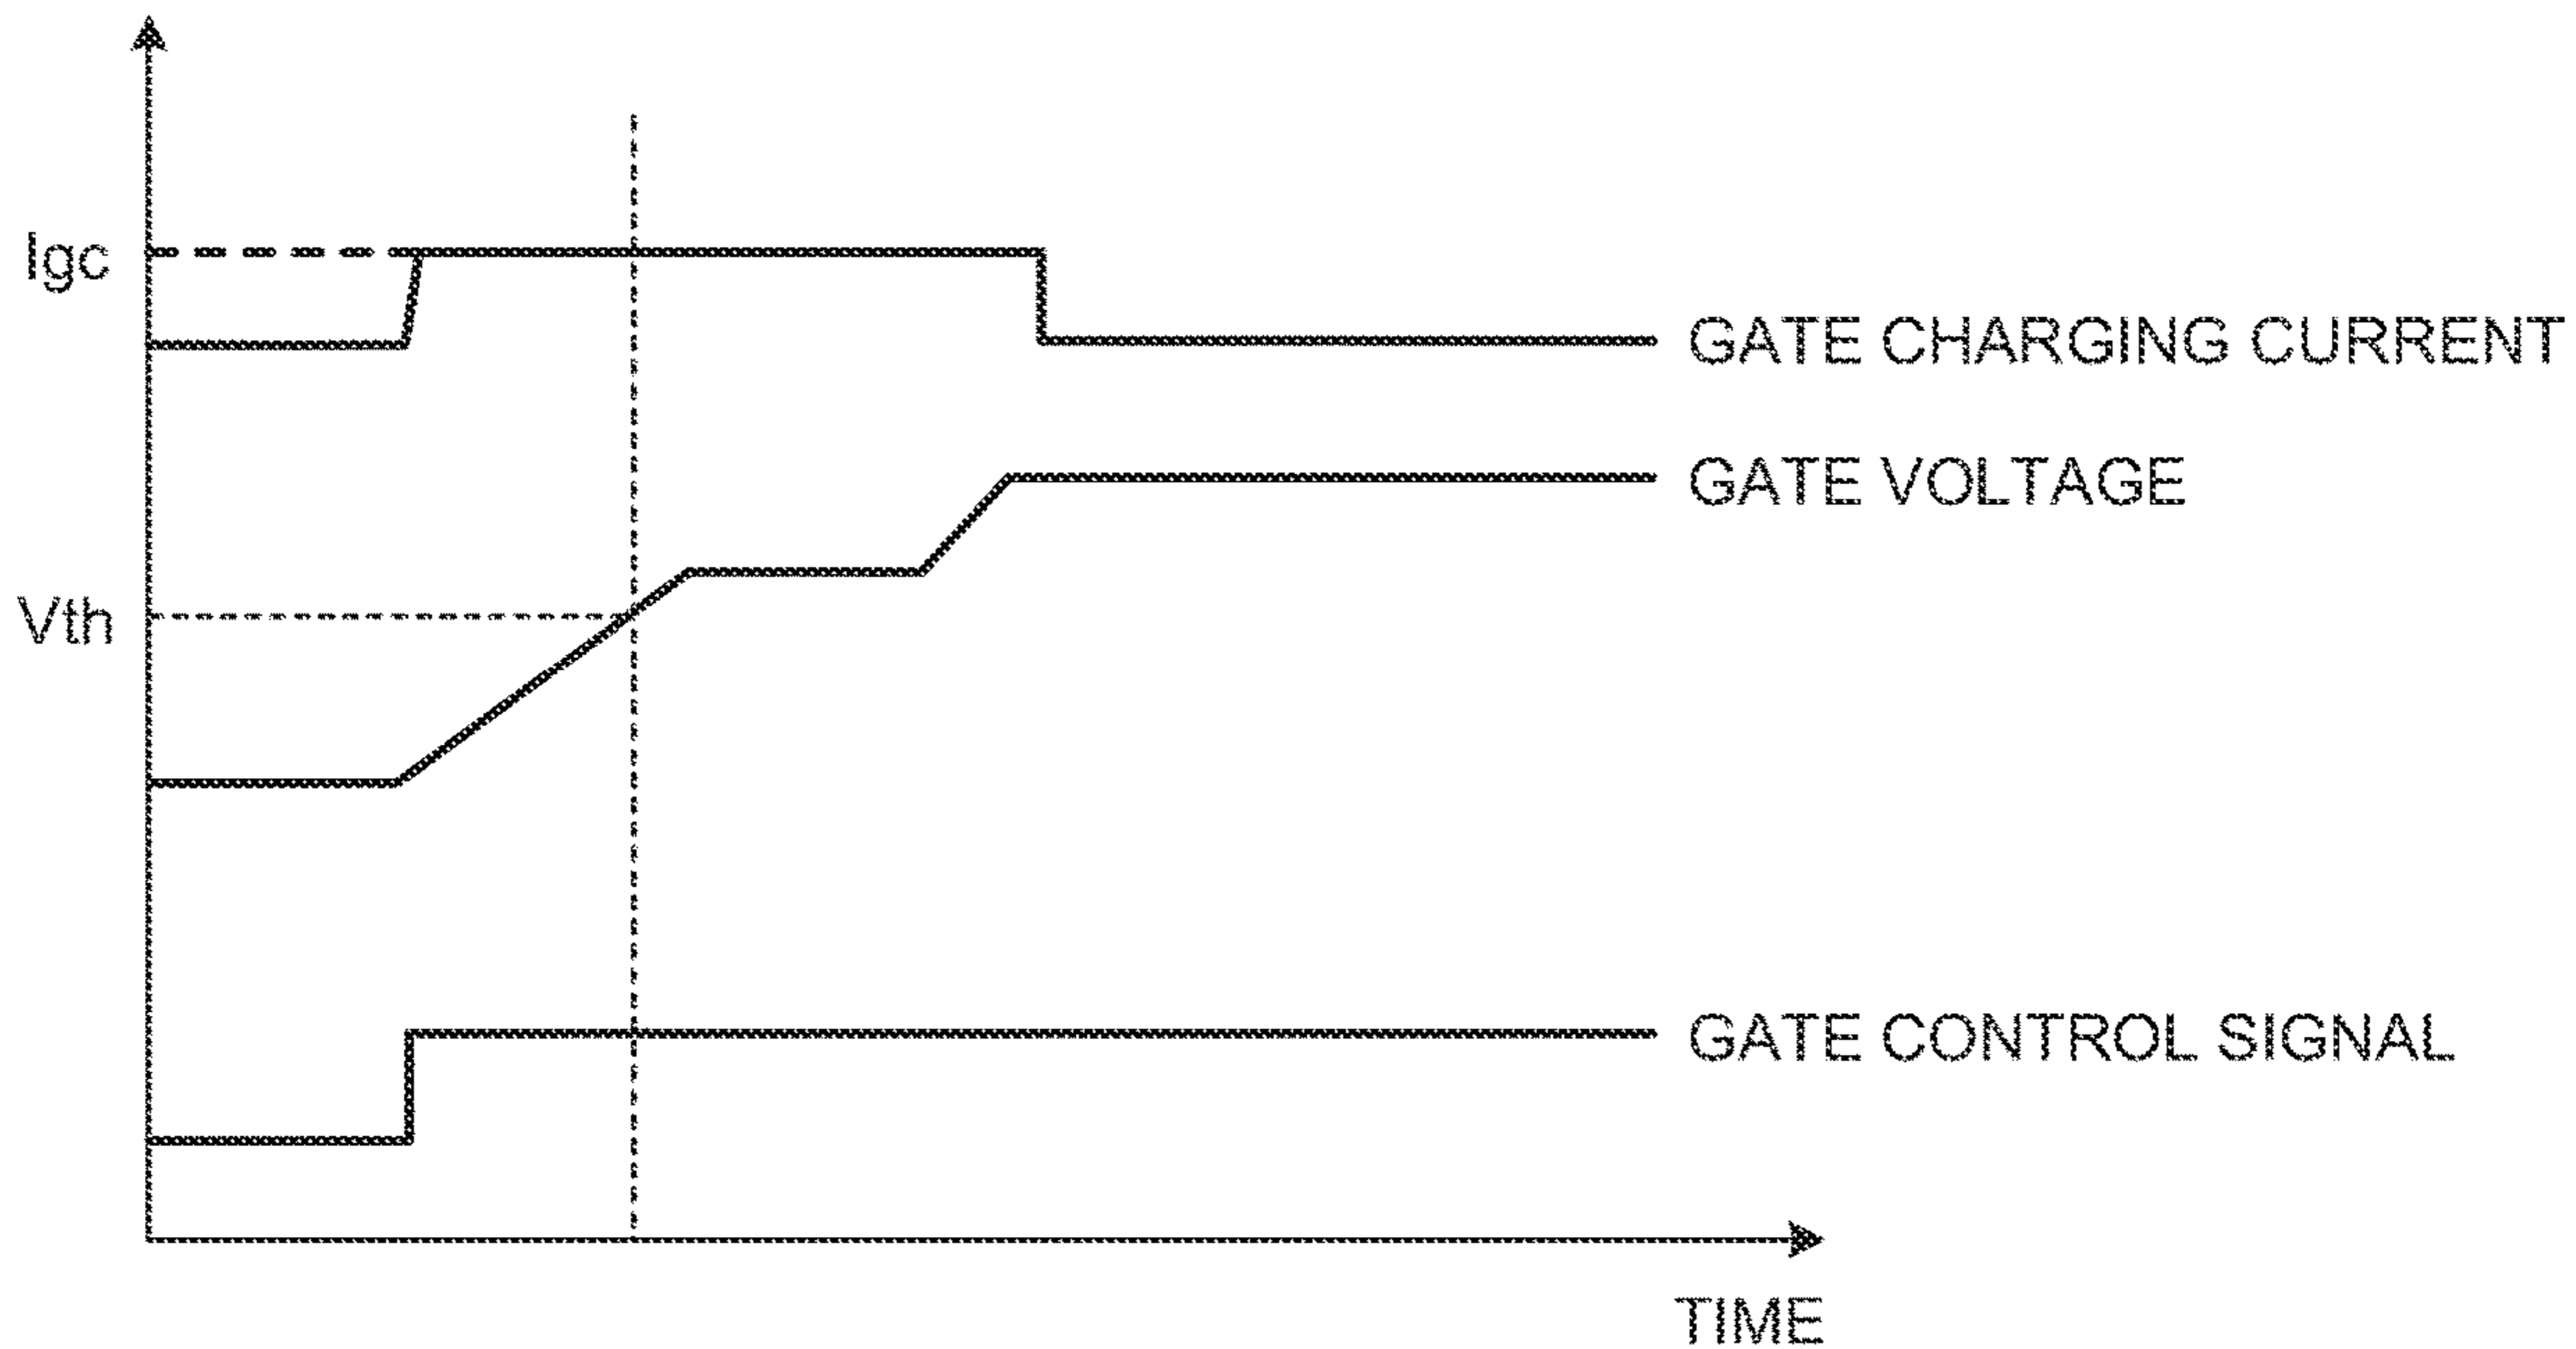 Igc
GATE CHARGING CURRENT
GATE VOLTAGE
Vth
GATE CONTROL SIGNAL
TIME